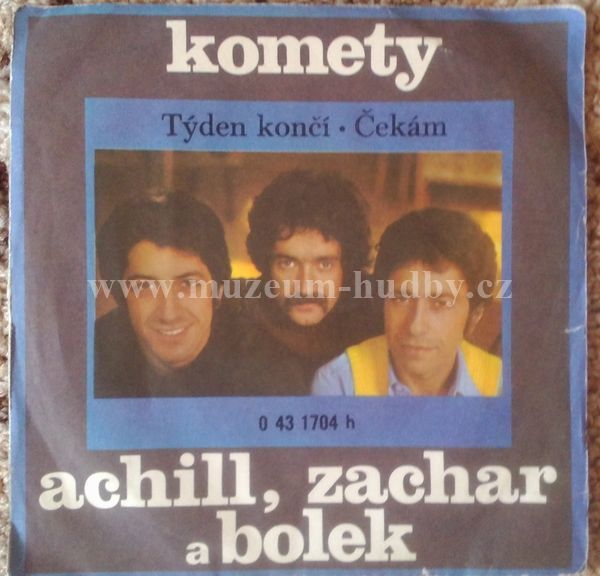 komety
Týden končí · Čekám
www.muzeum-hudby.cz
0 43 1704 h
achill, zachar
a bolek